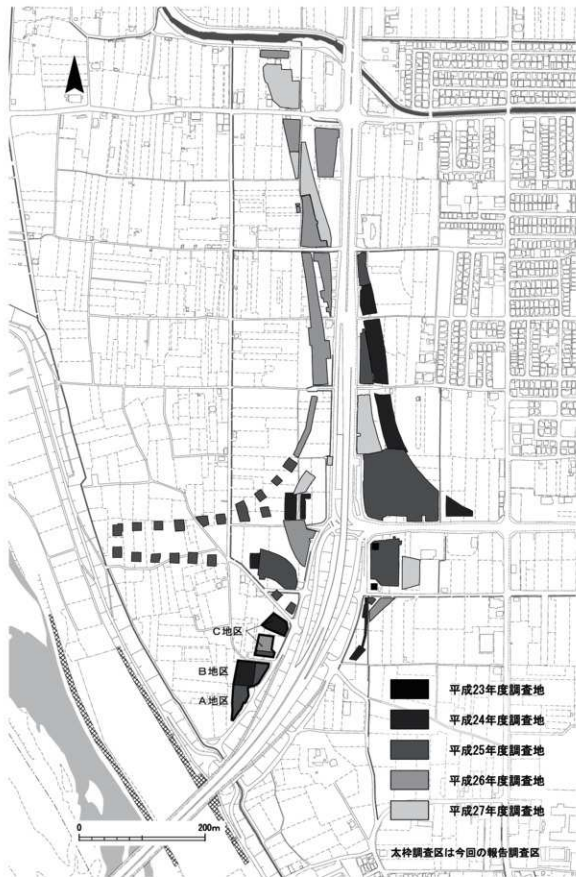 C地区
B地区
A地区
平成23年度調査地
平成24年度調査地
平成25年度調査地
平成26年度調査地
平成27年度調査地
0 200m
太枠調査区は今回の報告調査区